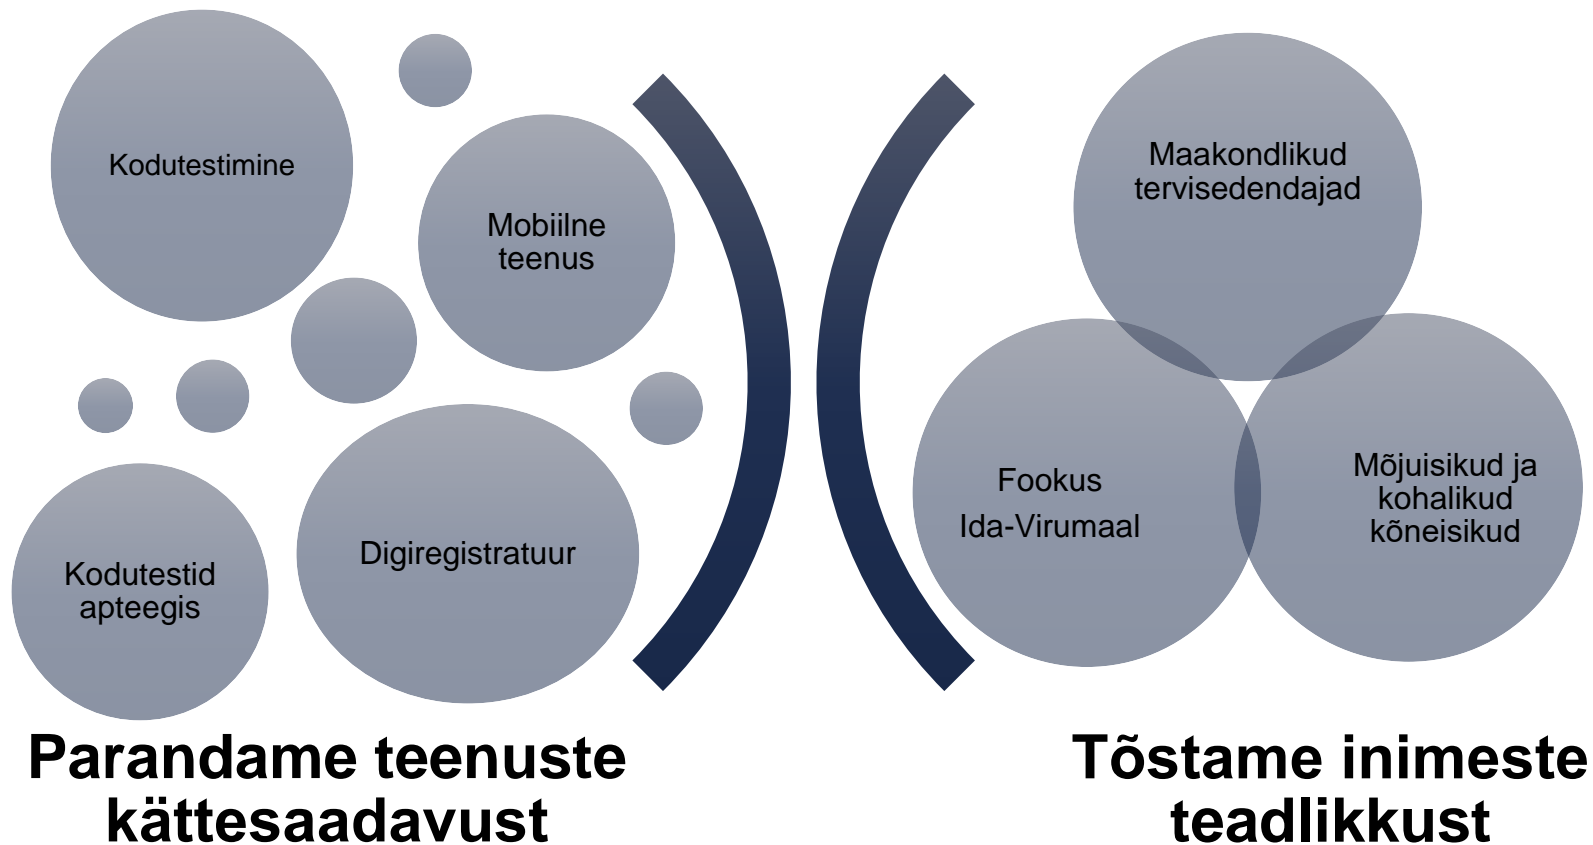 Kodutestimine
Mobiilne
teenus
Kodutestid
apteegis
Digiregistratuur
Parandame teenuste
kättesaadavust
Maakondlikud
tervisedendajad
Fookus
Ida-Virumaal
Mõjuisikud ja
kohalikud
kõneisikud
Tõstame inimeste
teadlikkust